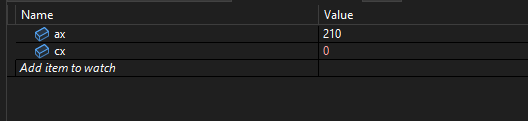 Name Value
ax 210
cx 0
Add item to watch